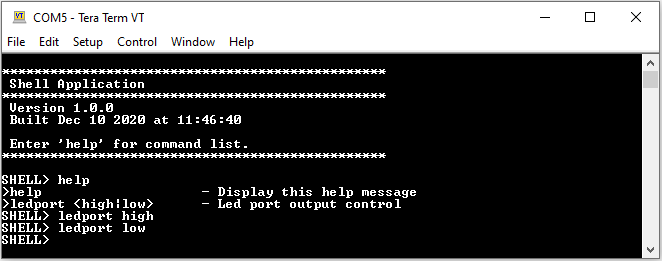 COM5 - Tera Term VT
File Edit Setup Control Window Help
************************************************
Shell Application
************************************************
Version 1.0.0
Built Dec 10 2020 at 11:46:40
Enter 'help' for command list.
************************************************
SHELL> help
>help - Display this help message
>ledport <high|low> - Led port output control
SHELL> ledport high
SHELL> ledport low
SHELL>